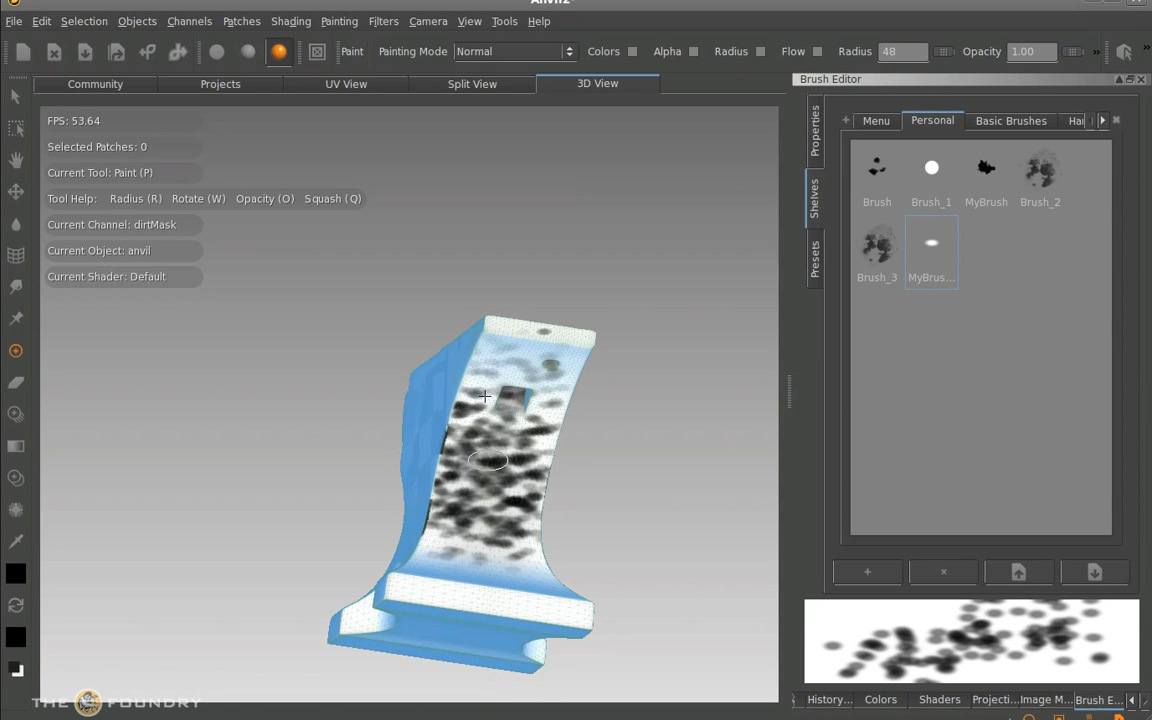 Anvil2*
File Edit Selection Objects Channels Patches Shading Painting Filters Camera View Tools Help
Paint Painting Mode Normal Colors Alpha Radius Flow Radius 48 Opacity 1.00 »
Community Projects UV View Split View 3D View
Brush Editor
FPS: 53.64
Selected Patches: 0
Current Tool: Paint (P)
Tool Help: Radius (R) Rotate (W) Opacity (O) Squash (Q)
Current Channel: dirtMask
Current Object: anvil
Current Shader: Default
Properties
Shelves
Presets
Menu Personal Basic Brushes Har
Brush Brush_1 MyBrush Brush_2
Brush_3 MyBrus...
THE FOUNDRY
History... Colors Shaders Projecti... Image M... Brush E...